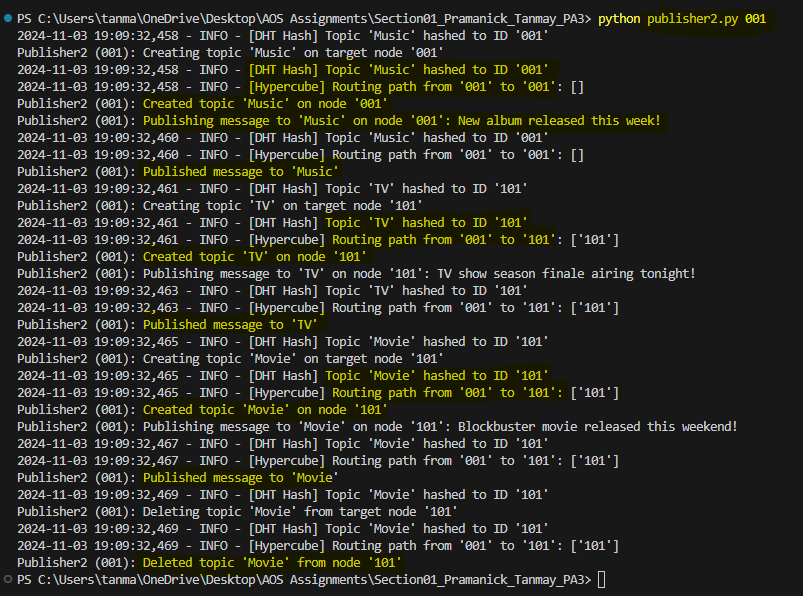 PS C:\Users\tanma\OneDrive\Desktop\AOS Assignments\Section01_Pramanick_Tanmay_PA3> python publisher2.py 001
2024-11-03 19:09:32,458 - INFO - [DHT Hash] Topic 'Music' hashed to ID '001'
Publisher2 (001): Creating topic 'Music' on target node '001'
2024-11-03 19:09:32,458 - INFO - [DHT Hash] Topic 'Music' hashed to ID '001'
2024-11-03 19:09:32,458 - INFO - [Hypercube] Routing path from '001' to '001': []
Publisher2 (001): Created topic 'Music' on node '001'
Publisher2 (001): Publishing message to 'Music' on node '001': New album released this week!
2024-11-03 19:09:32,460 - INFO - [DHT Hash] Topic 'Music' hashed to ID '001'
2024-11-03 19:09:32,460 - INFO - [Hypercube] Routing path from '001' to '001': []
Publisher2 (001): Published message to 'Music'
2024-11-03 19:09:32,461 - INFO - [DHT Hash] Topic 'TV' hashed to ID '101'
Publisher2 (001): Creating topic 'TV' on target node '101'
2024-11-03 19:09:32,461 - INFO - [DHT Hash] Topic 'TV' hashed to ID '101'
2024-11-03 19:09:32,461 - INFO - [Hypercube] Routing path from '001' to '101': ['101']
Publisher2 (001): Created topic 'TV' on node '101'
Publisher2 (001): Publishing message to 'TV' on node '101': TV show season finale airing tonight!
2024-11-03 19:09:32,463 - INFO - [DHT Hash] Topic 'TV' hashed to ID '101'
2024-11-03 19:09:32,463 - INFO - [Hypercube] Routing path from '001' to '101': ['101']
Publisher2 (001): Published message to 'TV'
2024-11-03 19:09:32,465 - INFO - [DHT Hash] Topic 'Movie' hashed to ID '101'
Publisher2 (001): Creating topic 'Movie' on target node '101'
2024-11-03 19:09:32,465 - INFO - [DHT Hash] Topic 'Movie' hashed to ID '101'
2024-11-03 19:09:32,465 - INFO - [Hypercube] Routing path from '001' to '101': ['101']
Publisher2 (001): Created topic 'Movie' on node '101'
Publisher2 (001): Publishing message to 'Movie' on node '101': Blockbuster movie released this weekend!
2024-11-03 19:09:32,467 - INFO - [DHT Hash] Topic 'Movie' hashed to ID '101'
2024-11-03 19:09:32,467 - INFO - [Hypercube] Routing path from '001' to '101': ['101']
Publisher2 (001): Published message to 'Movie'
2024-11-03 19:09:32,469 - INFO - [DHT Hash] Topic 'Movie' hashed to ID '101'
Publisher2 (001): Deleting topic 'Movie' from target node '101'
2024-11-03 19:09:32,469 - INFO - [DHT Hash] Topic 'Movie' hashed to ID '101'
2024-11-03 19:09:32,469 - INFO - [Hypercube] Routing path from '001' to '101': ['101']
Publisher2 (001): Deleted topic 'Movie' from node '101'
PS C:\Users\tanma\OneDrive\Desktop\AOS Assignments\Section01_Pramanick_Tanmay_PA3>